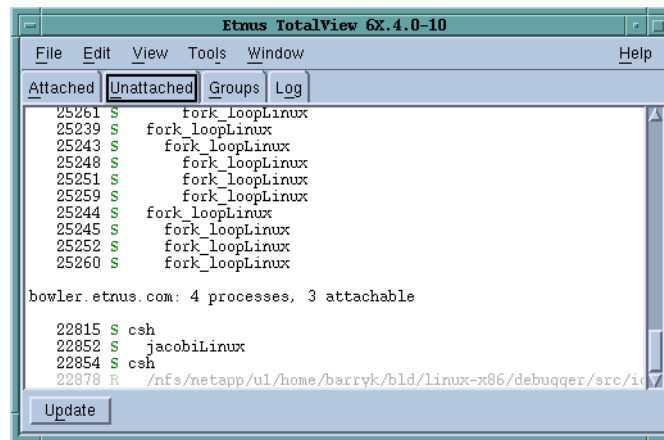 Etnus TotalView 6X.4.0-10
File Edit View Tools Window Help
Attached Unattached Groups Log
25261 S fork_loopLinux
25239 S fork_loopLinux
25243 S fork_loopLinux
25248 S fork_loopLinux
25251 S fork_loopLinux
25259 S fork_loopLinux
25244 S fork_loopLinux
25245 S fork_loopLinux
25252 S fork_loopLinux
25260 S fork_loopLinux
bowler.etnus.com: 4 processes, 3 attachable
22815 S csh
22852 S jacobiLinux
22854 S csh
22878 R /nfs/netapp/u1/home/barryk/bld/linux-x86/debugger/src/
Update